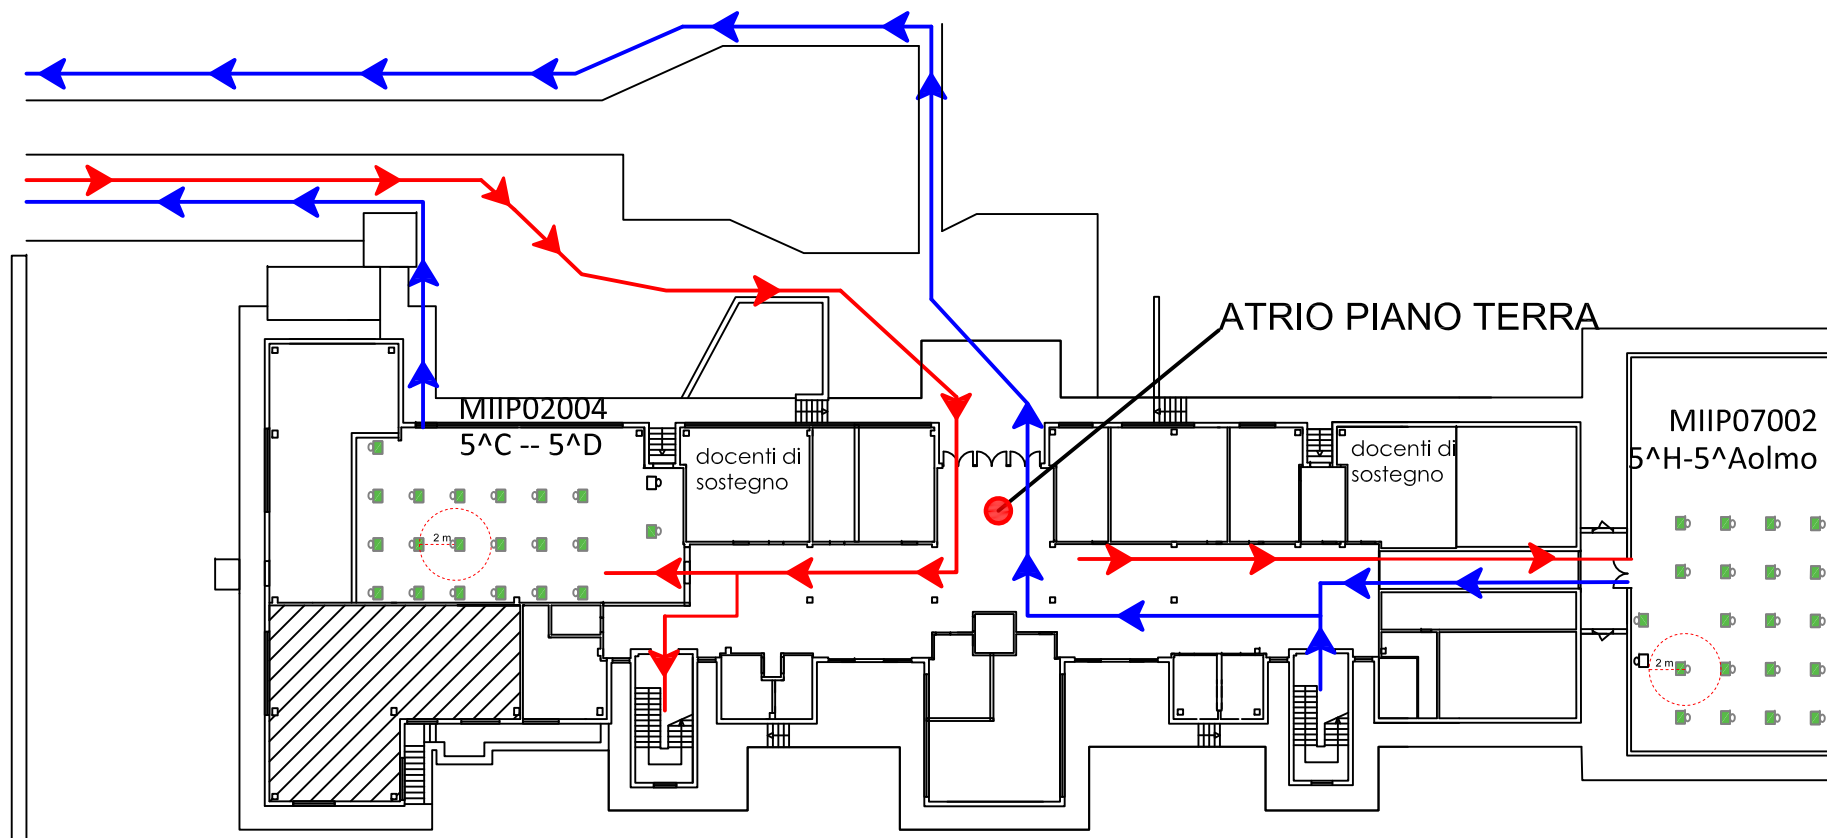 ATRIO PIANO TERRA
MIIP02004
5^C -- 5^D
docenti di
sostegno
docenti di
sostegno
MIIP07002
5^H-5^Aolmo
2 m
2 m